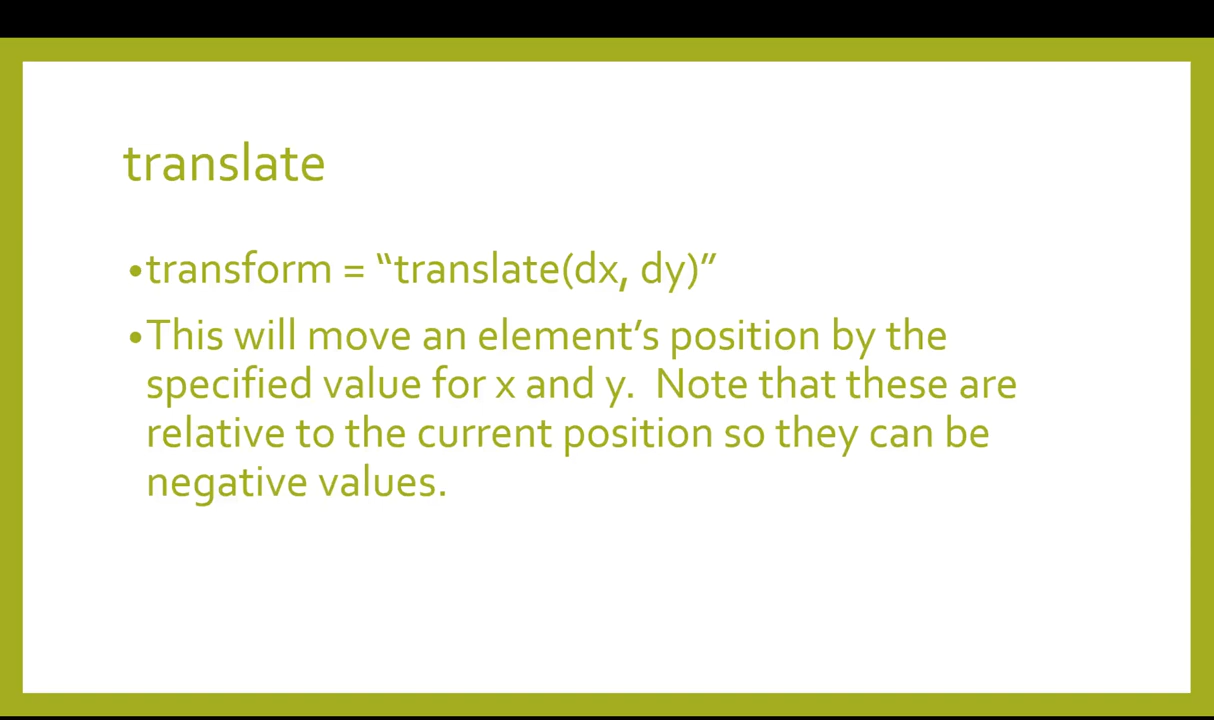 translate
•transform = “translate(dx, dy)”
•This will move an element’s position by the
specified value for x and y.  Note that these are
relative to the current position so they can be
negative values.